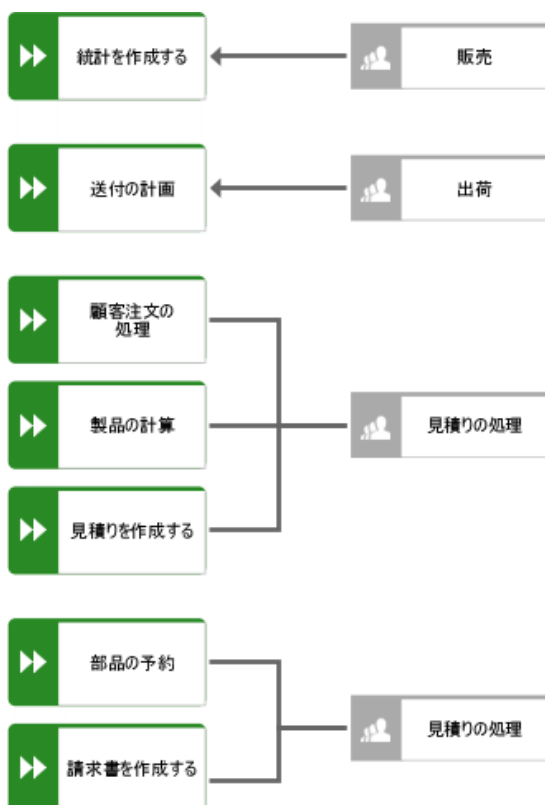 統計を作成する
販売
送付の計画
出荷
顧客注文の
処理
製品の計算
見積りの処理
見積りを作成する
部品の予約
見積りの処理
請求書を作成する